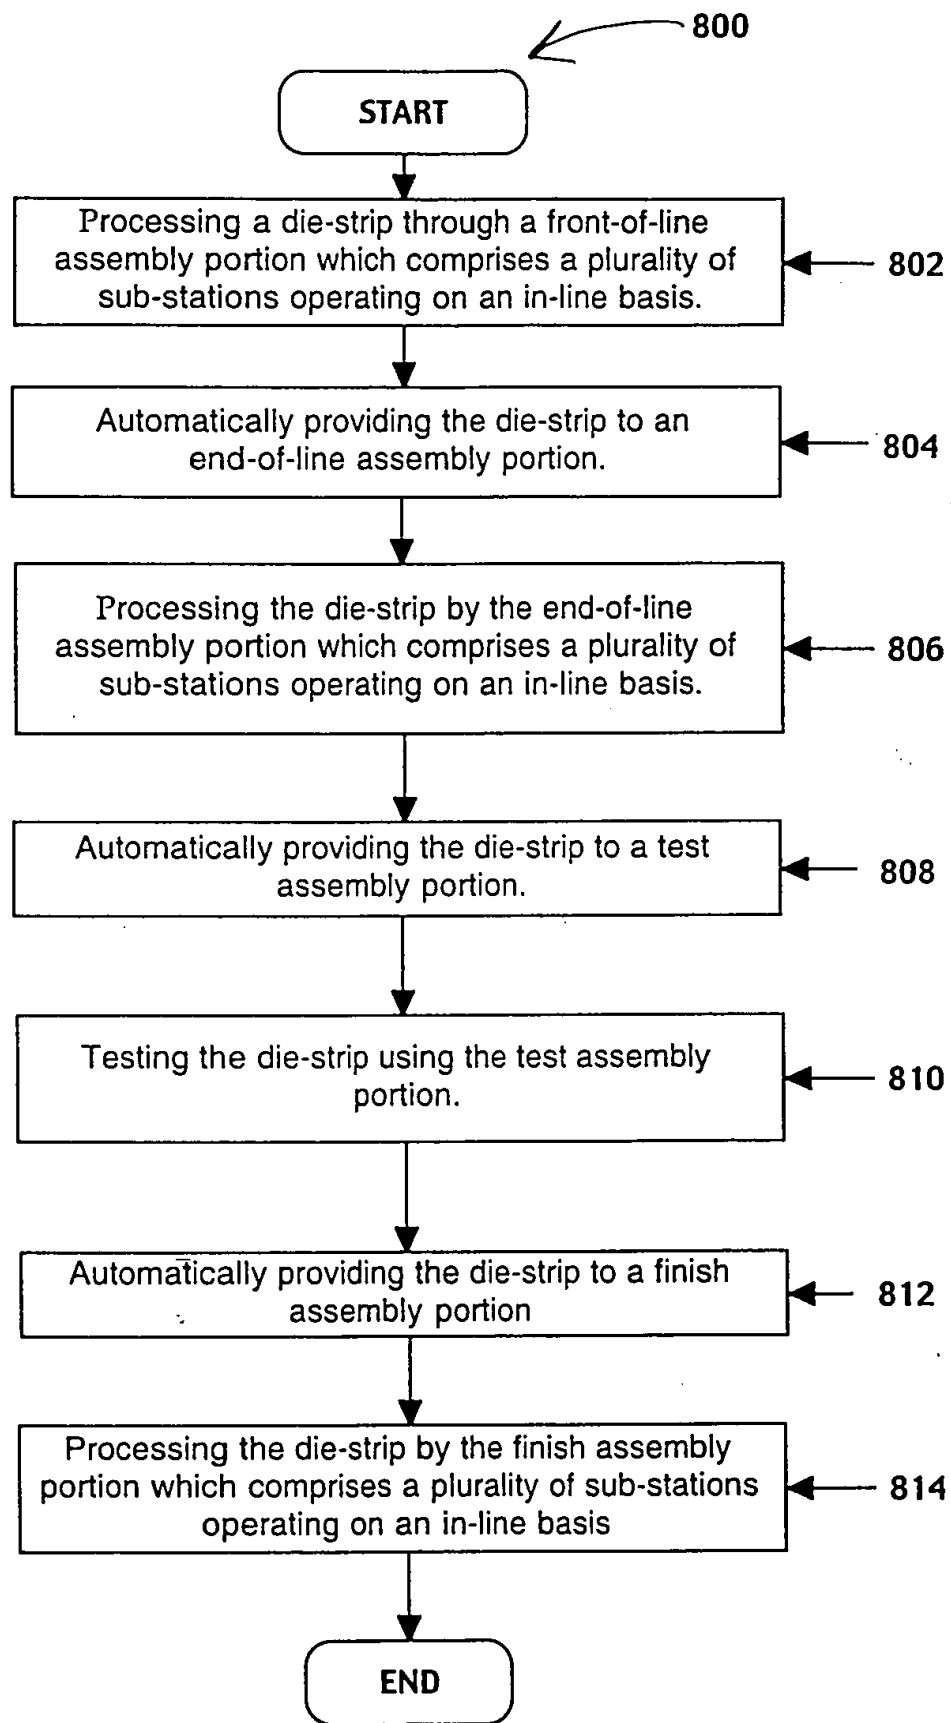 800
START
Processing a die-strip through a front-of-line
assembly portion which comprises a plurality of
sub-stations operating on an in-line basis.
802
Automatically providing the die-strip to an
end-of-line assembly portion.
804
Processing the die-strip by the end-of-line
assembly portion which comprises a plurality of
sub-stations operating on an in-line basis.
806
Automatically providing the die-strip to a test
assembly portion.
808
Testing the die-strip using the test assembly
portion.
810
Automatically providing the die-strip to a finish
assembly portion
812
Processing the die-strip by the finish assembly
portion which comprises a plurality of sub-stations
operating on an in-line basis
814
END